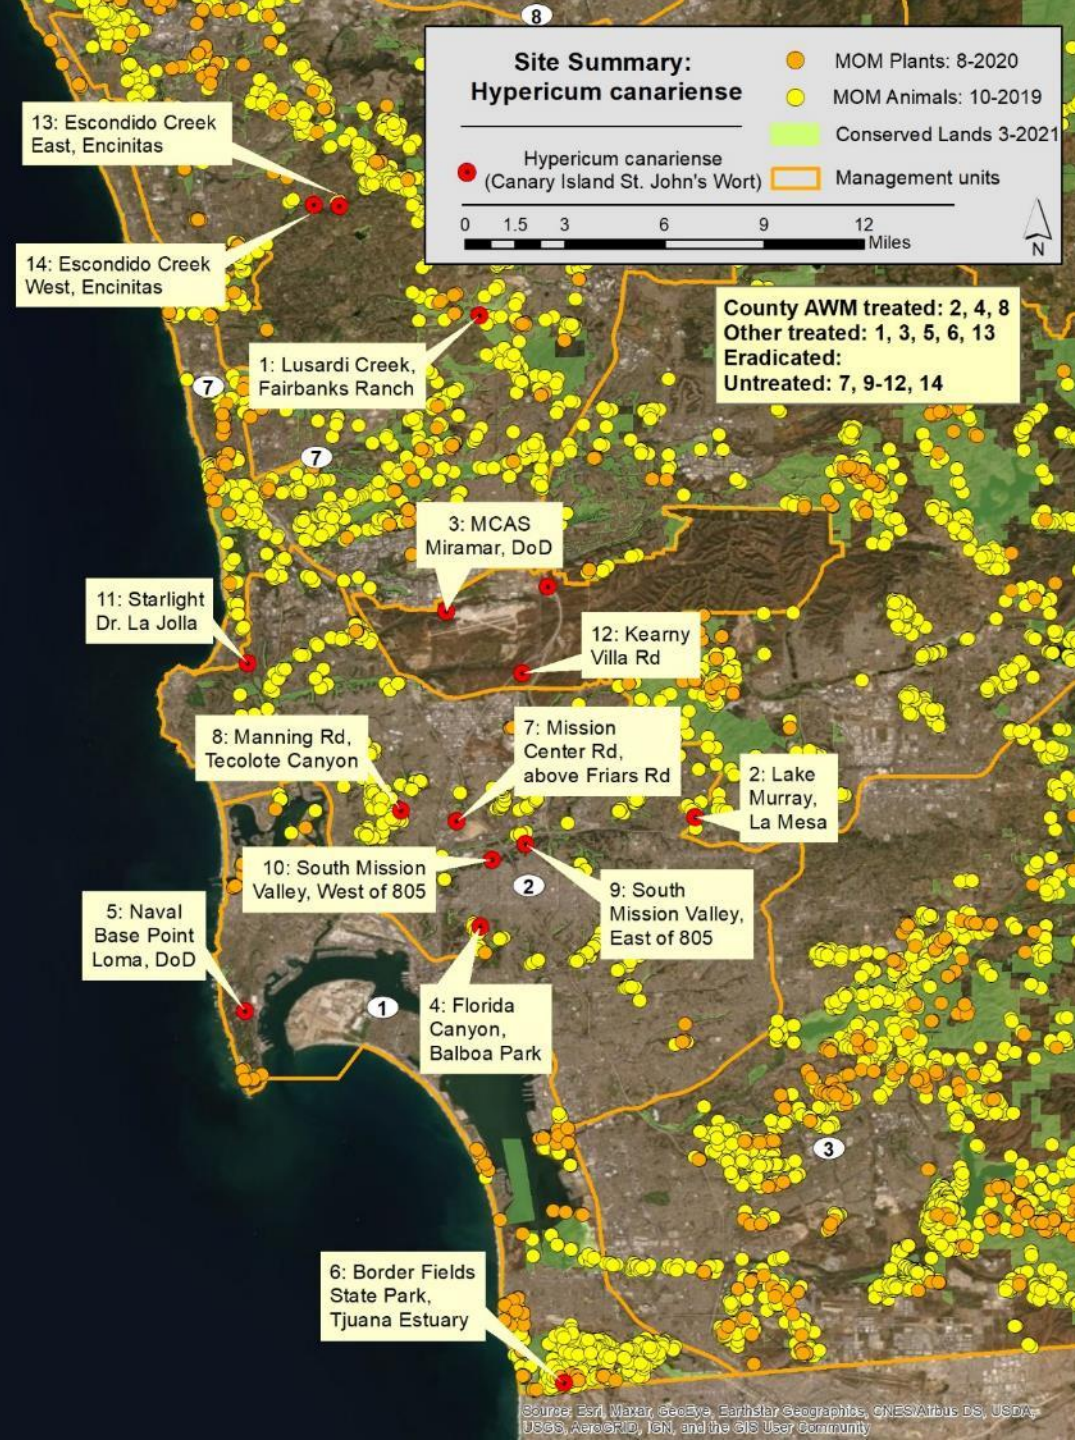 8
Site Summary:
Hypericum canariense
Hypericum canariense
(Canary Island St. John's Wort)
MOM Plants: 8-2020
MOM Animals: 10-2019
Conserved Lands 3-2021
Management units
0 1.5 3 6 9 12
Miles
N
13: Escondido Creek
East, Encinitas
14: Escondido Creek
West, Encinitas
County AWM treated: 2, 4, 8
Other treated: 1, 3, 5, 6, 13
Eradicated:
Untreated: 7, 9-12, 14
1: Lusardi Creek,
Fairbanks Ranch
7
7
3: MCAS
Miramar, DoD
11: Starlight
Dr. La Jolla
12: Kearny
Villa Rd
8: Manning Rd,
Tecolote Canyon
7: Mission
Center Rd,
above Friars Rd
2: Lake
Murray,
La Mesa
10: South Mission
Valley, West of 805
2
9: South
Mission Valley,
East of 805
5: Naval
Base Point
Loma, DoD
1
4: Florida
Canyon,
Balboa Park
3
6: Border Fields
State Park,
Tjuana Estuary
Source: Esri, Maxar, GeoEye, Earthstar Geographics, CNES/Airbus DS, USDA,
USGS, AeroGRID, IGN, and the GIS User Community